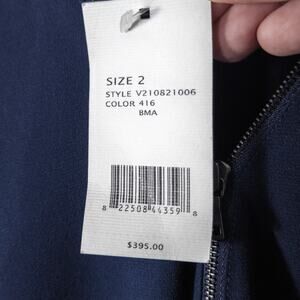 SIZE 2
STYLE V210821006
COLOR 416
BMA
8 22508 44359 8
$395.00